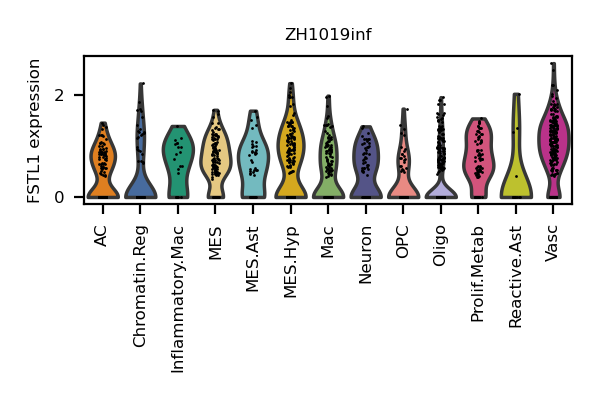 ZH1019inf
FSTL1 expression
2
0
AC
Chromatin.Reg
Inflammatory.Mac
MES
MES.Ast
MES.Hyp
Mac
Neuron
OPC
Oligo
Prolif.Metab
Reactive.Ast
Vasc